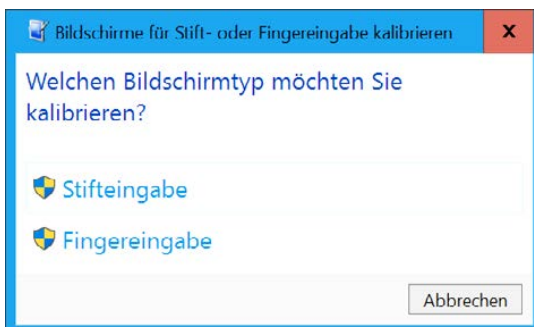 Bildschirme für Stift- oder Fingereingabe kalibrieren
X
Welchen Bildschirmtyp möchten Sie
kalibrieren?
Stifteingabe
Fingereingabe
Abbrechen